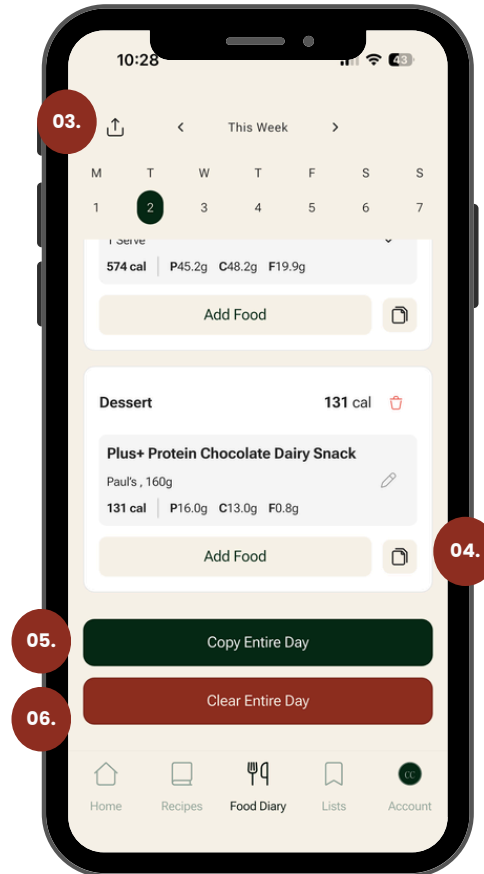 10:28
43
03.
This Week
M T W T F S S
1 2 3 4 5 6 7
1 Serve
574 cal P45.2g C48.2g F19.9g
Add Food
Dessert 131 cal
Plus+ Protein Chocolate Dairy Snack
Paul's , 160g
131 cal P16.0g C13.0g F0.8g
Add Food
04.
05.
Copy Entire Day
Clear Entire Day
06.
CC
Home Recipes Food Diary Lists Account